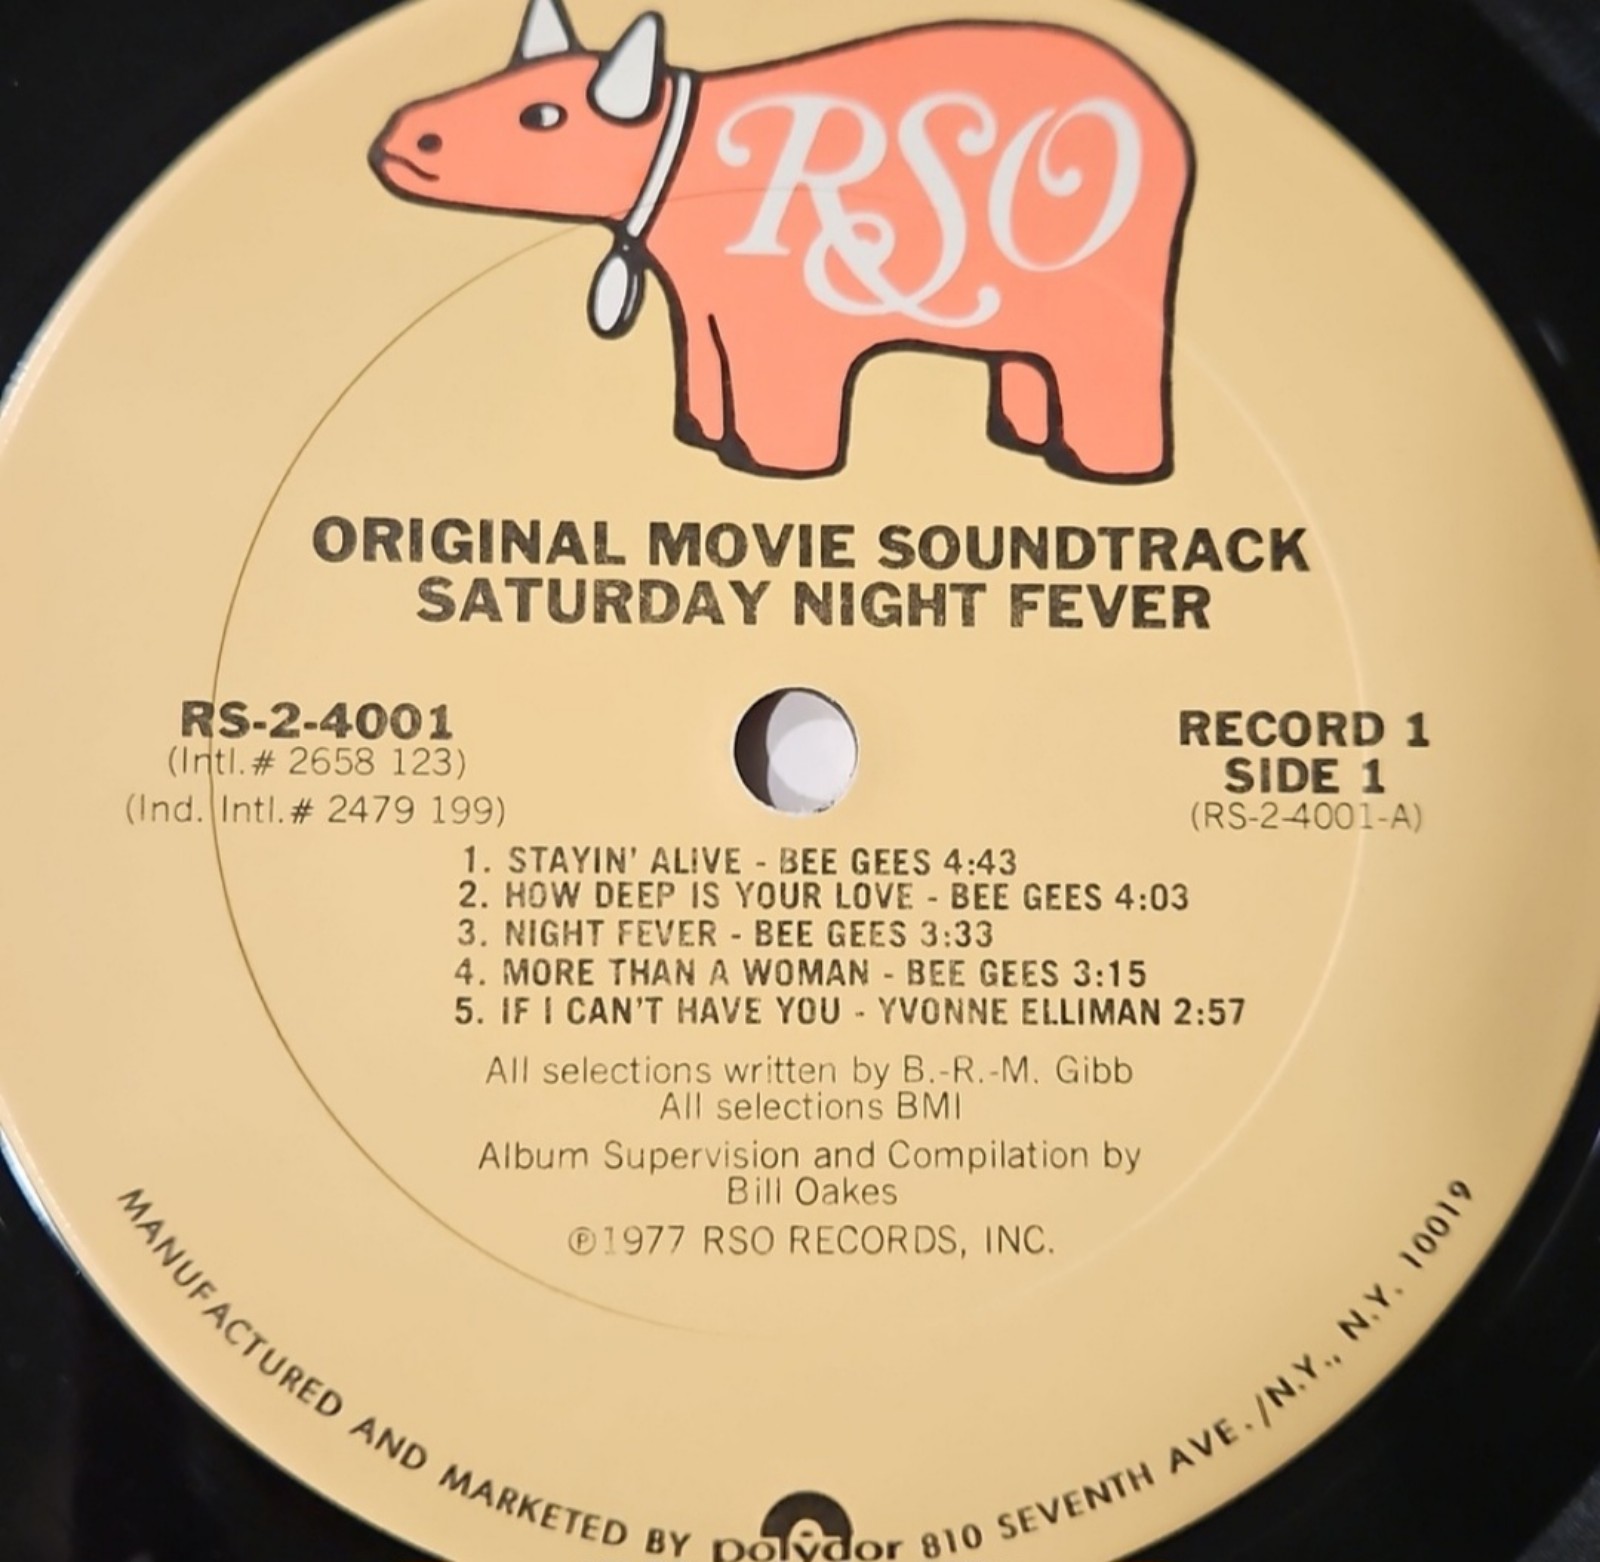 RSO
ORIGINAL MOVIE SOUNDTRACK
SATURDAY NIGHT FEVER
RS-2-4001
(Intl.# 2658 123)
(Ind. Intl.# 2479 199)
RECORD 1
SIDE 1
(RS-2-4001-A)
1. STAYIN' ALIVE - BEE GEES 4:43
2. HOW DEEP IS YOUR LOVE - BEE GEES 4:03
3. NIGHT FEVER - BEE GEES 3:33
4. MORE THAN A WOMAN - BEE GEES 3:15
5. IF I CAN'T HAVE YOU - YVONNE ELLIMAN 2:57
All selections written by B.-R.-M. Gibb
All selections BMI
Album Supervision and Compilation by
Bill Oakes
℗1977 RSO RECORDS, INC.
MANUFACTURED AND MARKETED BY polydor 810 SEVENTH AVE./N.Y., N.Y. 10019